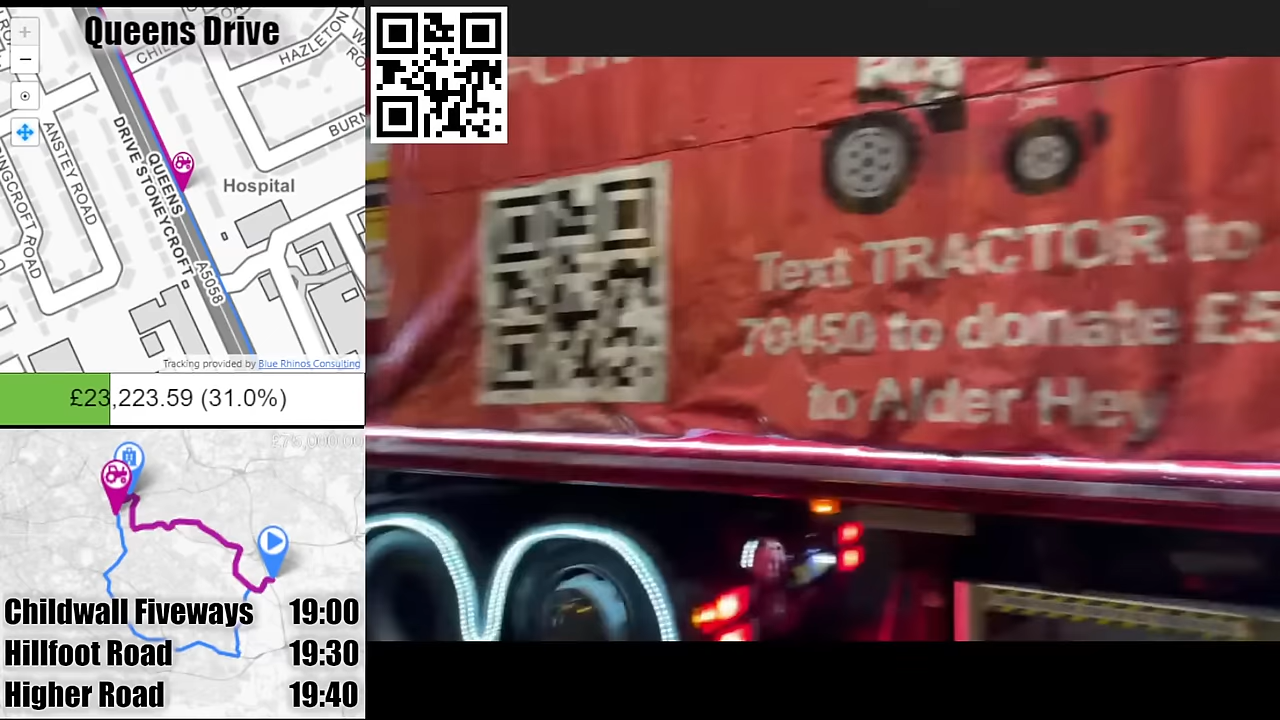 Queens Drive
HAZLETON
ANSTEY ROAD
QUEENS
DRIVE STONEYCROFT
Hospital
A5058
Tracking provided by Blue Rhinos Consulting
£23,223.59 (31.0%)
Childwall Fiveways 19:00
Hillfoot Road 19:30
Higher Road 19:40
Text TRACTOR to
70450 to donate £5
to Alder Hey